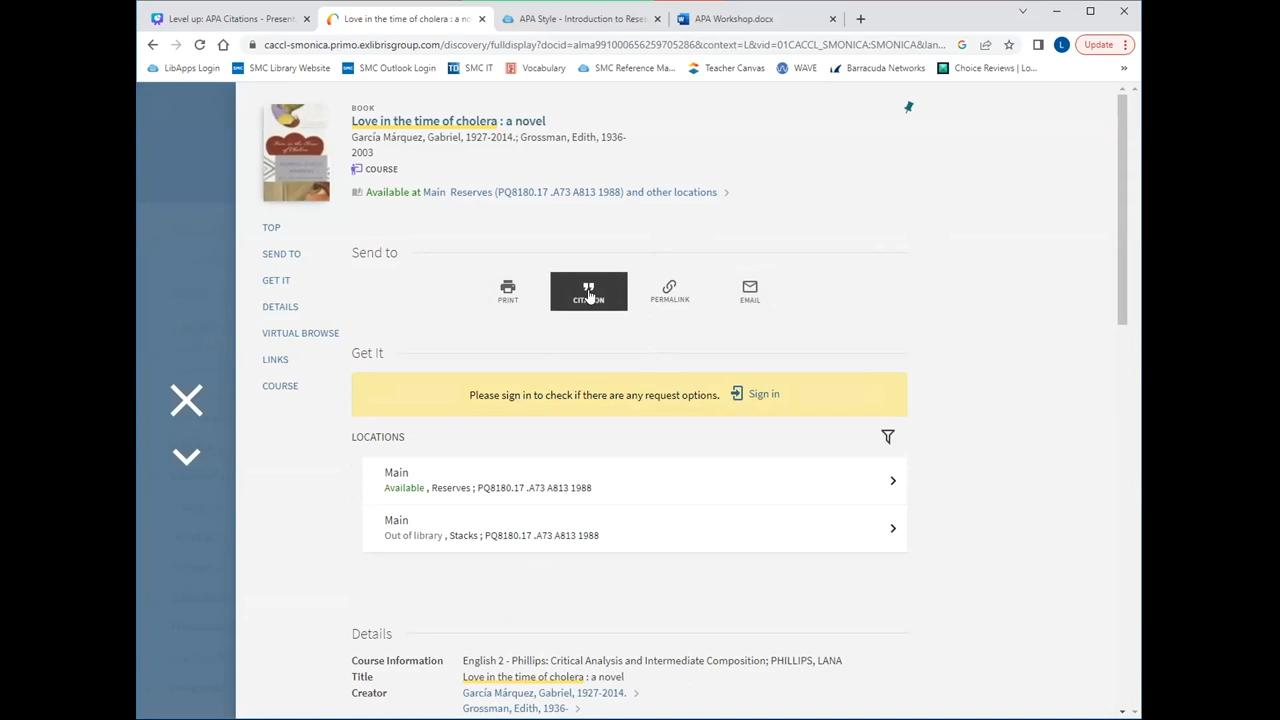 Level up: APA Citations - Present
Love in the time of cholera : a no
APA Style - Introduction to Rese
APA Workshop.docx
caccl-smonica.primo.exlibrisgroup.com/discovery/fulldisplay?docid=alma991000656259705286&context=L&vid=01CACCL_SMONICA:SMONICA&lan...
L
Update
LibApps Login
SMC Library Website
SMC Outlook Login
TD
SMC IT
Vocabulary
SMC Reference Ma...
Teacher Canvas
WAVE
Barracuda Networks
Choice Reviews | Lo...
»
BOOK
Love in the time of cholera : a novel
García Márquez, Gabriel, 1927-2014.; Grossman, Edith, 1936-
2003
COURSE
Available at Main Reserves (PQ8180.17 .A73 A813 1988) and other locations
TOP
SEND TO
GET IT
DETAILS
VIRTUAL BROWSE
LINKS
COURSE
Send to
PRINT
CITATION
PERMALINK
EMAIL
Get It
Please sign in to check if there are any request options.
Sign in
LOCATIONS
Main
Available , Reserves ; PQ8180.17 .A73 A813 1988
Main
Out of library , Stacks ; PQ8180.17 .A73 A813 1988
Details
Course Information English 2 - Phillips: Critical Analysis and Intermediate Composition; PHILLIPS, LANA
Title Love in the time of cholera : a novel
Creator García Márquez, Gabriel, 1927-2014.
Grossman, Edith, 1936-